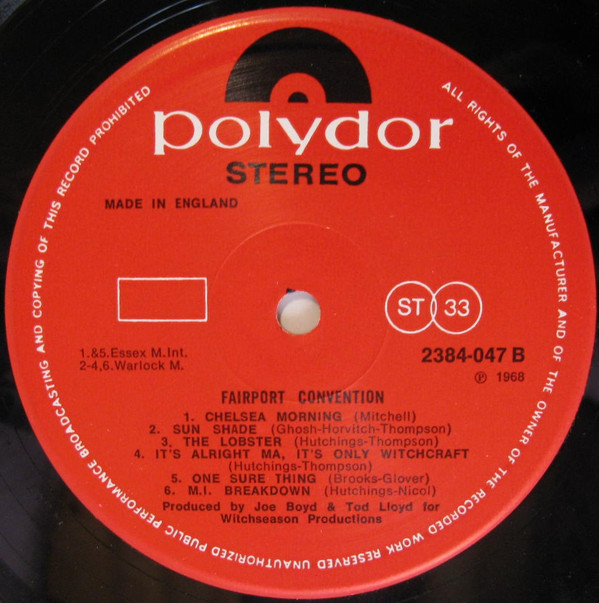 polydor
STEREO
MADE IN ENGLAND
ST 33
1.&5.Essex M.Int.
2-4,6.Warlock M.
2384-047 B
Ⓟ 1968
FAIRPORT CONVENTION
1. CHELSEA MORNING (Mitchell)
2. SUN SHADE (Ghosh-Horvitch-Thompson)
3. THE LOBSTER (Hutchings-Thompson)
4. IT'S ALRIGHT MA, IT'S ONLY WITCHCRAFT
(Hutchings-Thompson)
5. ONE SURE THING (Brooks-Glover)
6. M.I. BREAKDOWN (Hutchings-Nicol)
Produced by Joe Boyd & Tod Lloyd for
Witchseason Productions
ALL RIGHTS OF THE MANUFACTURER AND OF THE OWNER OF THE RECORDED WORK RESERVED UNAUTHORIZED PUBLIC PERFORMANCE BROADCASTING AND COPYING OF THIS RECORD PROHIBITED